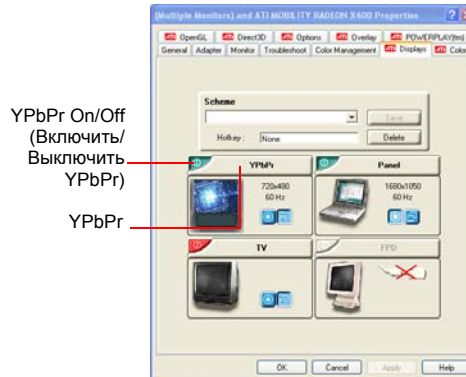 (Multiple Monitors) and ATI MOBILITY RADEON X600 Properties
OpenGL Direct3D Options Overlay POWERPLAY(tm)
General Adapter Monitor Troubleshoot Color Management Displays Color
Scheme
Save
Hotkey: None Delete
YPbPr On/Off
(Включить/
Выключить
YPbPr)
YPbPr
YPbPr Panel
720x480
60 Hz
1680x1050
60 Hz
TV FPD
OK Cancel Apply Help